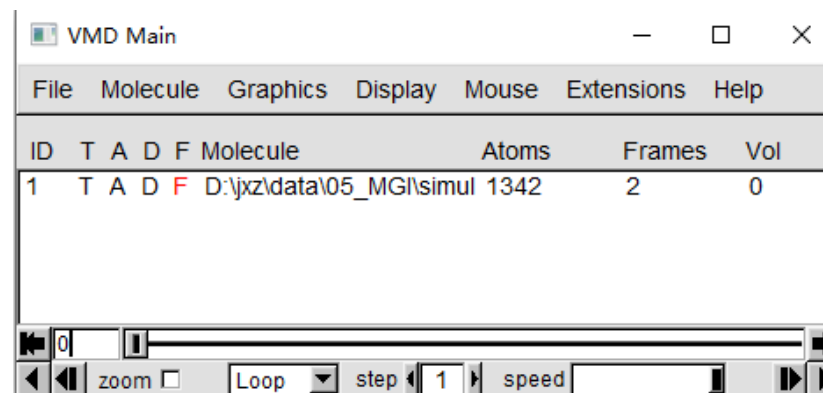 VMD Main
File Molecule Graphics Display Mouse Extensions Help
ID T A D F Molecule Atoms Frames Vol
1 T A D F D:\jxz\data\05_MGI\simul 1342 2 0
0
zoom Loop step 1 speed